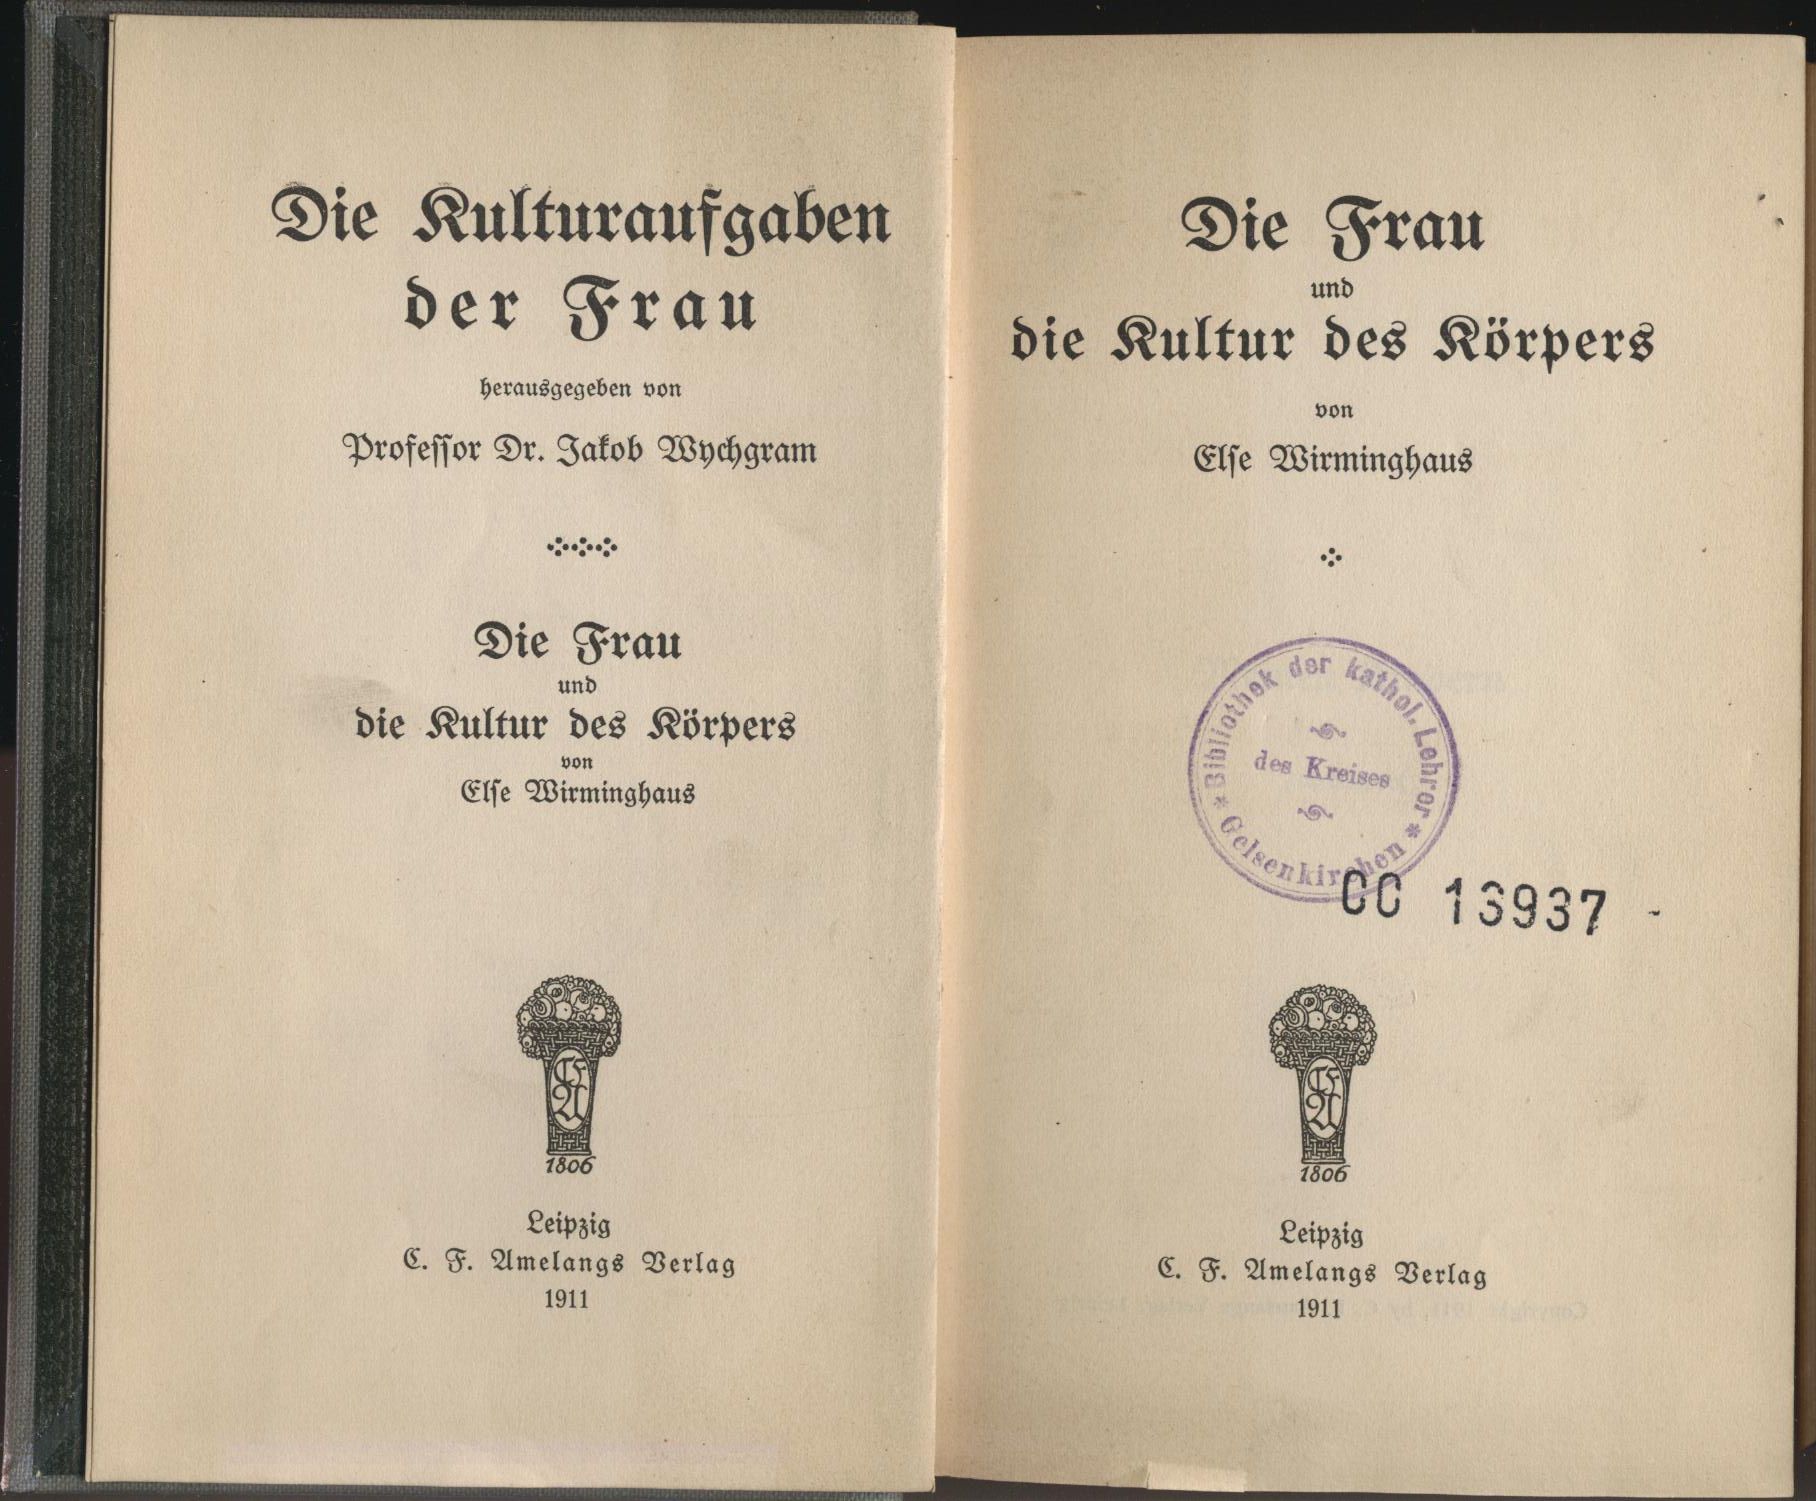 Die Kulturaufgaben
der Frau
herausgegeben von
Professor Dr. Jakob Wychgram
Die Frau
und
die Kultur des Körpers
von
Else Wirminghaus
1806
Leipzig
C. F. Amelangs Verlag
1911
Die Frau
und
die Kultur des Körpers
von
Else Wirminghaus
Bibliothek der kathol. Lehrer
des Kreises
* Gelsenkirchen *
CC 13937
1806
Leipzig
C. F. Amelangs Verlag
1911